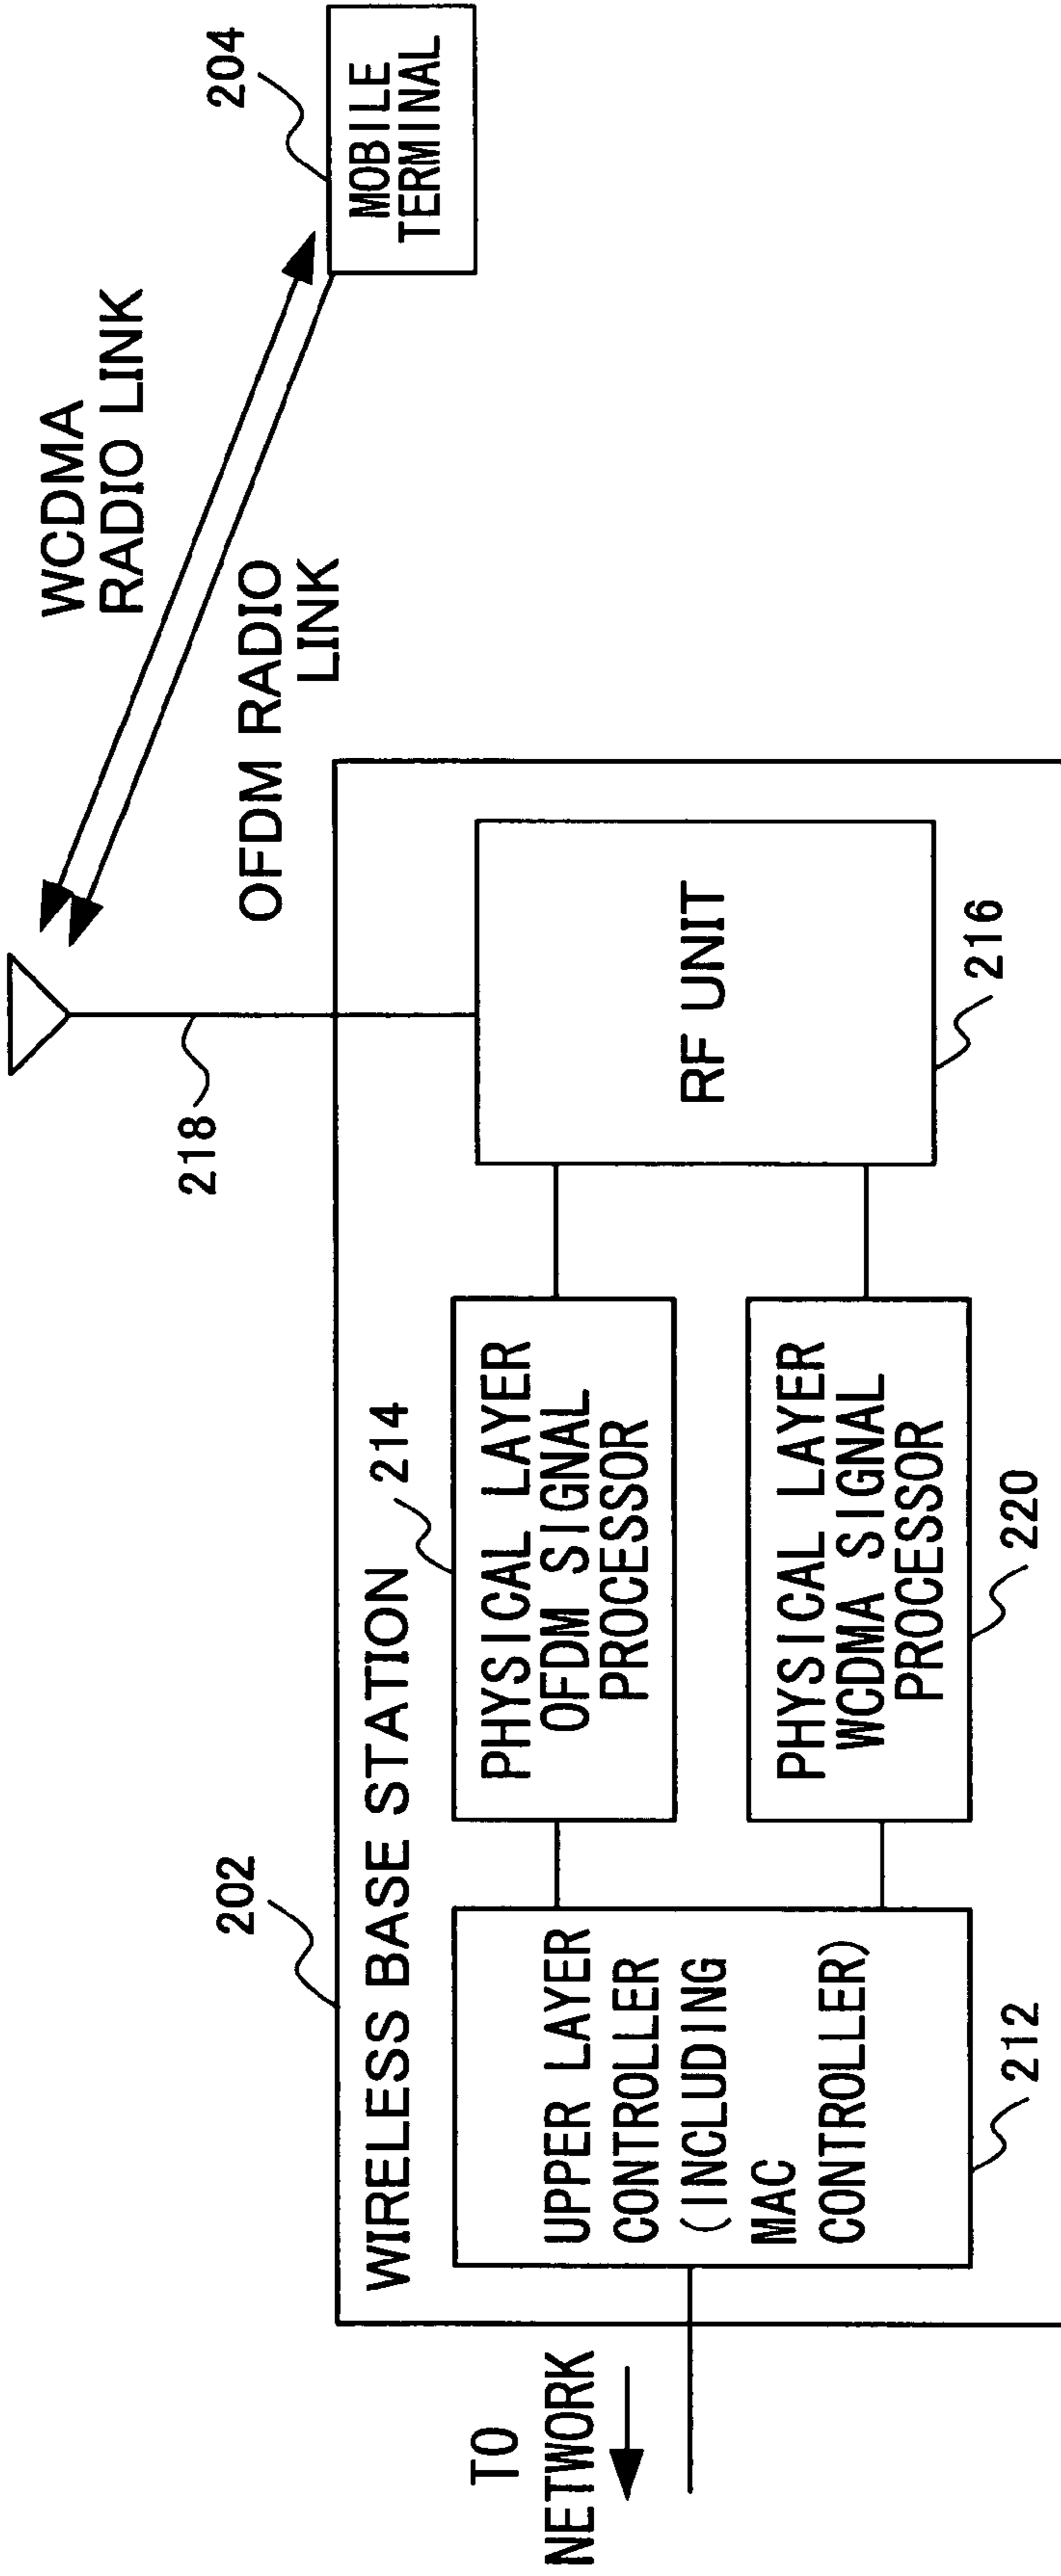 WCDMA
RADIO LINK
204
MOBILE
TERMINAL
OFDM RADIO
LINK
218
202
WIRELESS BASE STATION
214
PHYSICAL LAYER
OFDM SIGNAL
PROCESSOR
RF UNIT
216
UPPER LAYER
CONTROLLER
(INCLUDING
MAC
CONTROLLER)
212
PHYSICAL LAYER
WCDMA SIGNAL
PROCESSOR
220
TO
NETWORK